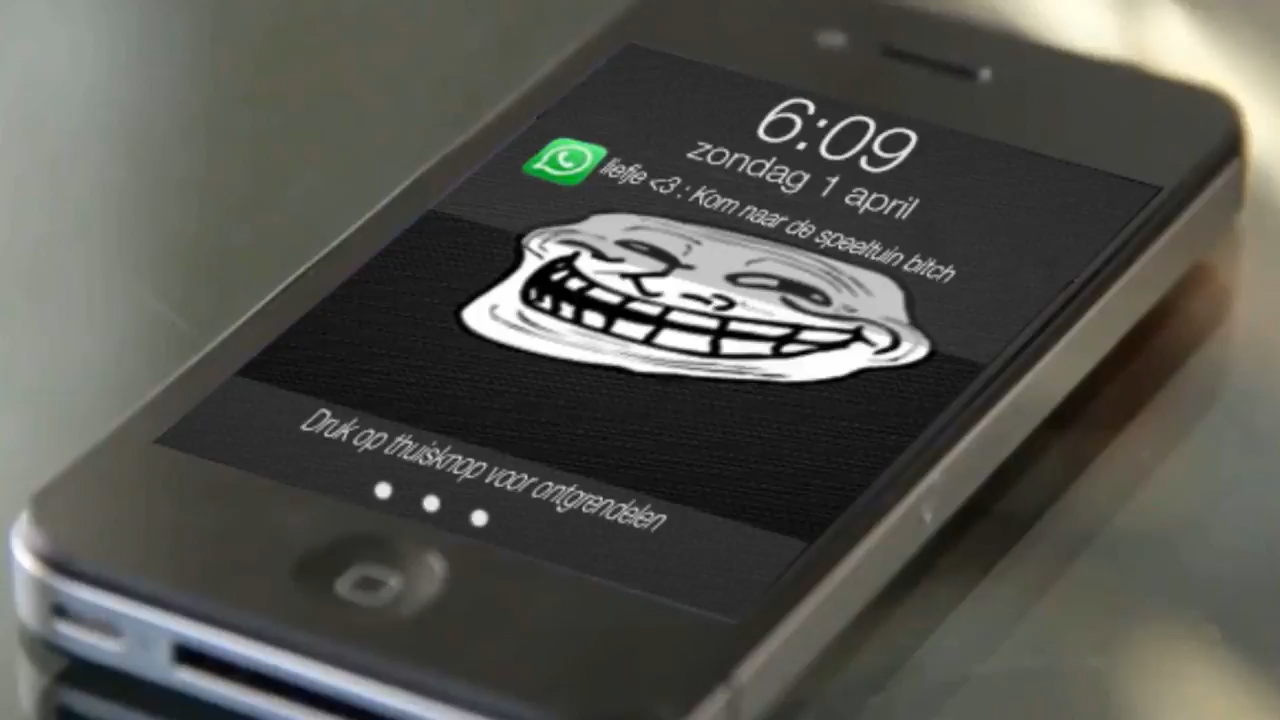 6:09
zondag 1 april
liefje <3 : Kom naar de speeltuin bitch
Druk op thuisknop voor ontgrendelen